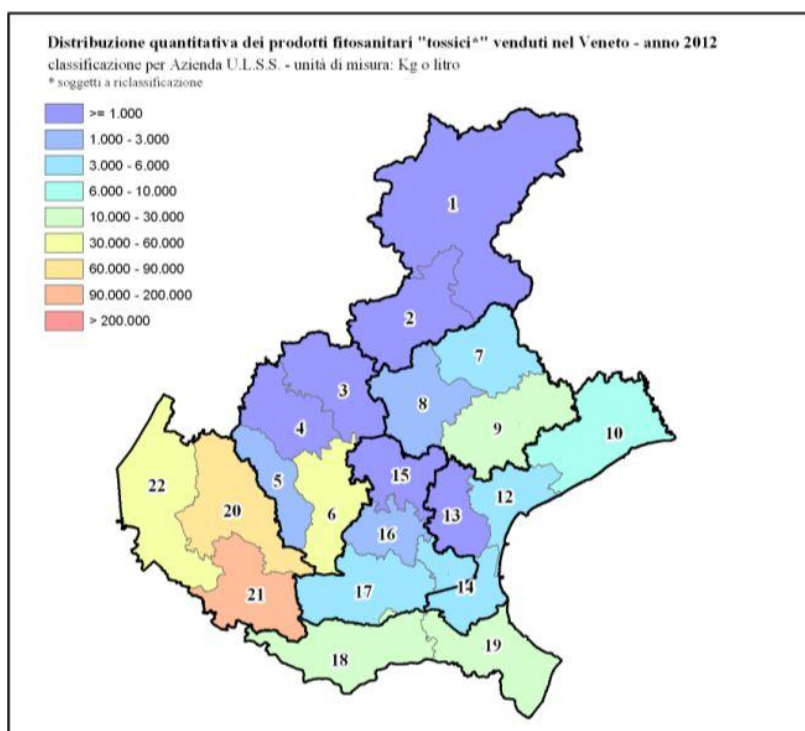 Distribuzione quantitativa dei prodotti fitosanitari "tossici*" venduti nel Veneto - anno 2012
classificazione per Azienda U.L.S.S. - unità di misura: Kg o litro
* soggetti a riclassificazione
>= 1.000
1.000 - 3.000
3.000 - 6.000
6.000 - 10.000
10.000 - 30.000
30.000 - 60.000
60.000 - 90.000
90.000 - 200.000
> 200.000
1
2
7
3
8
4
9
10
15
5
22
12
6
20
13
16
14
17
21
19
18